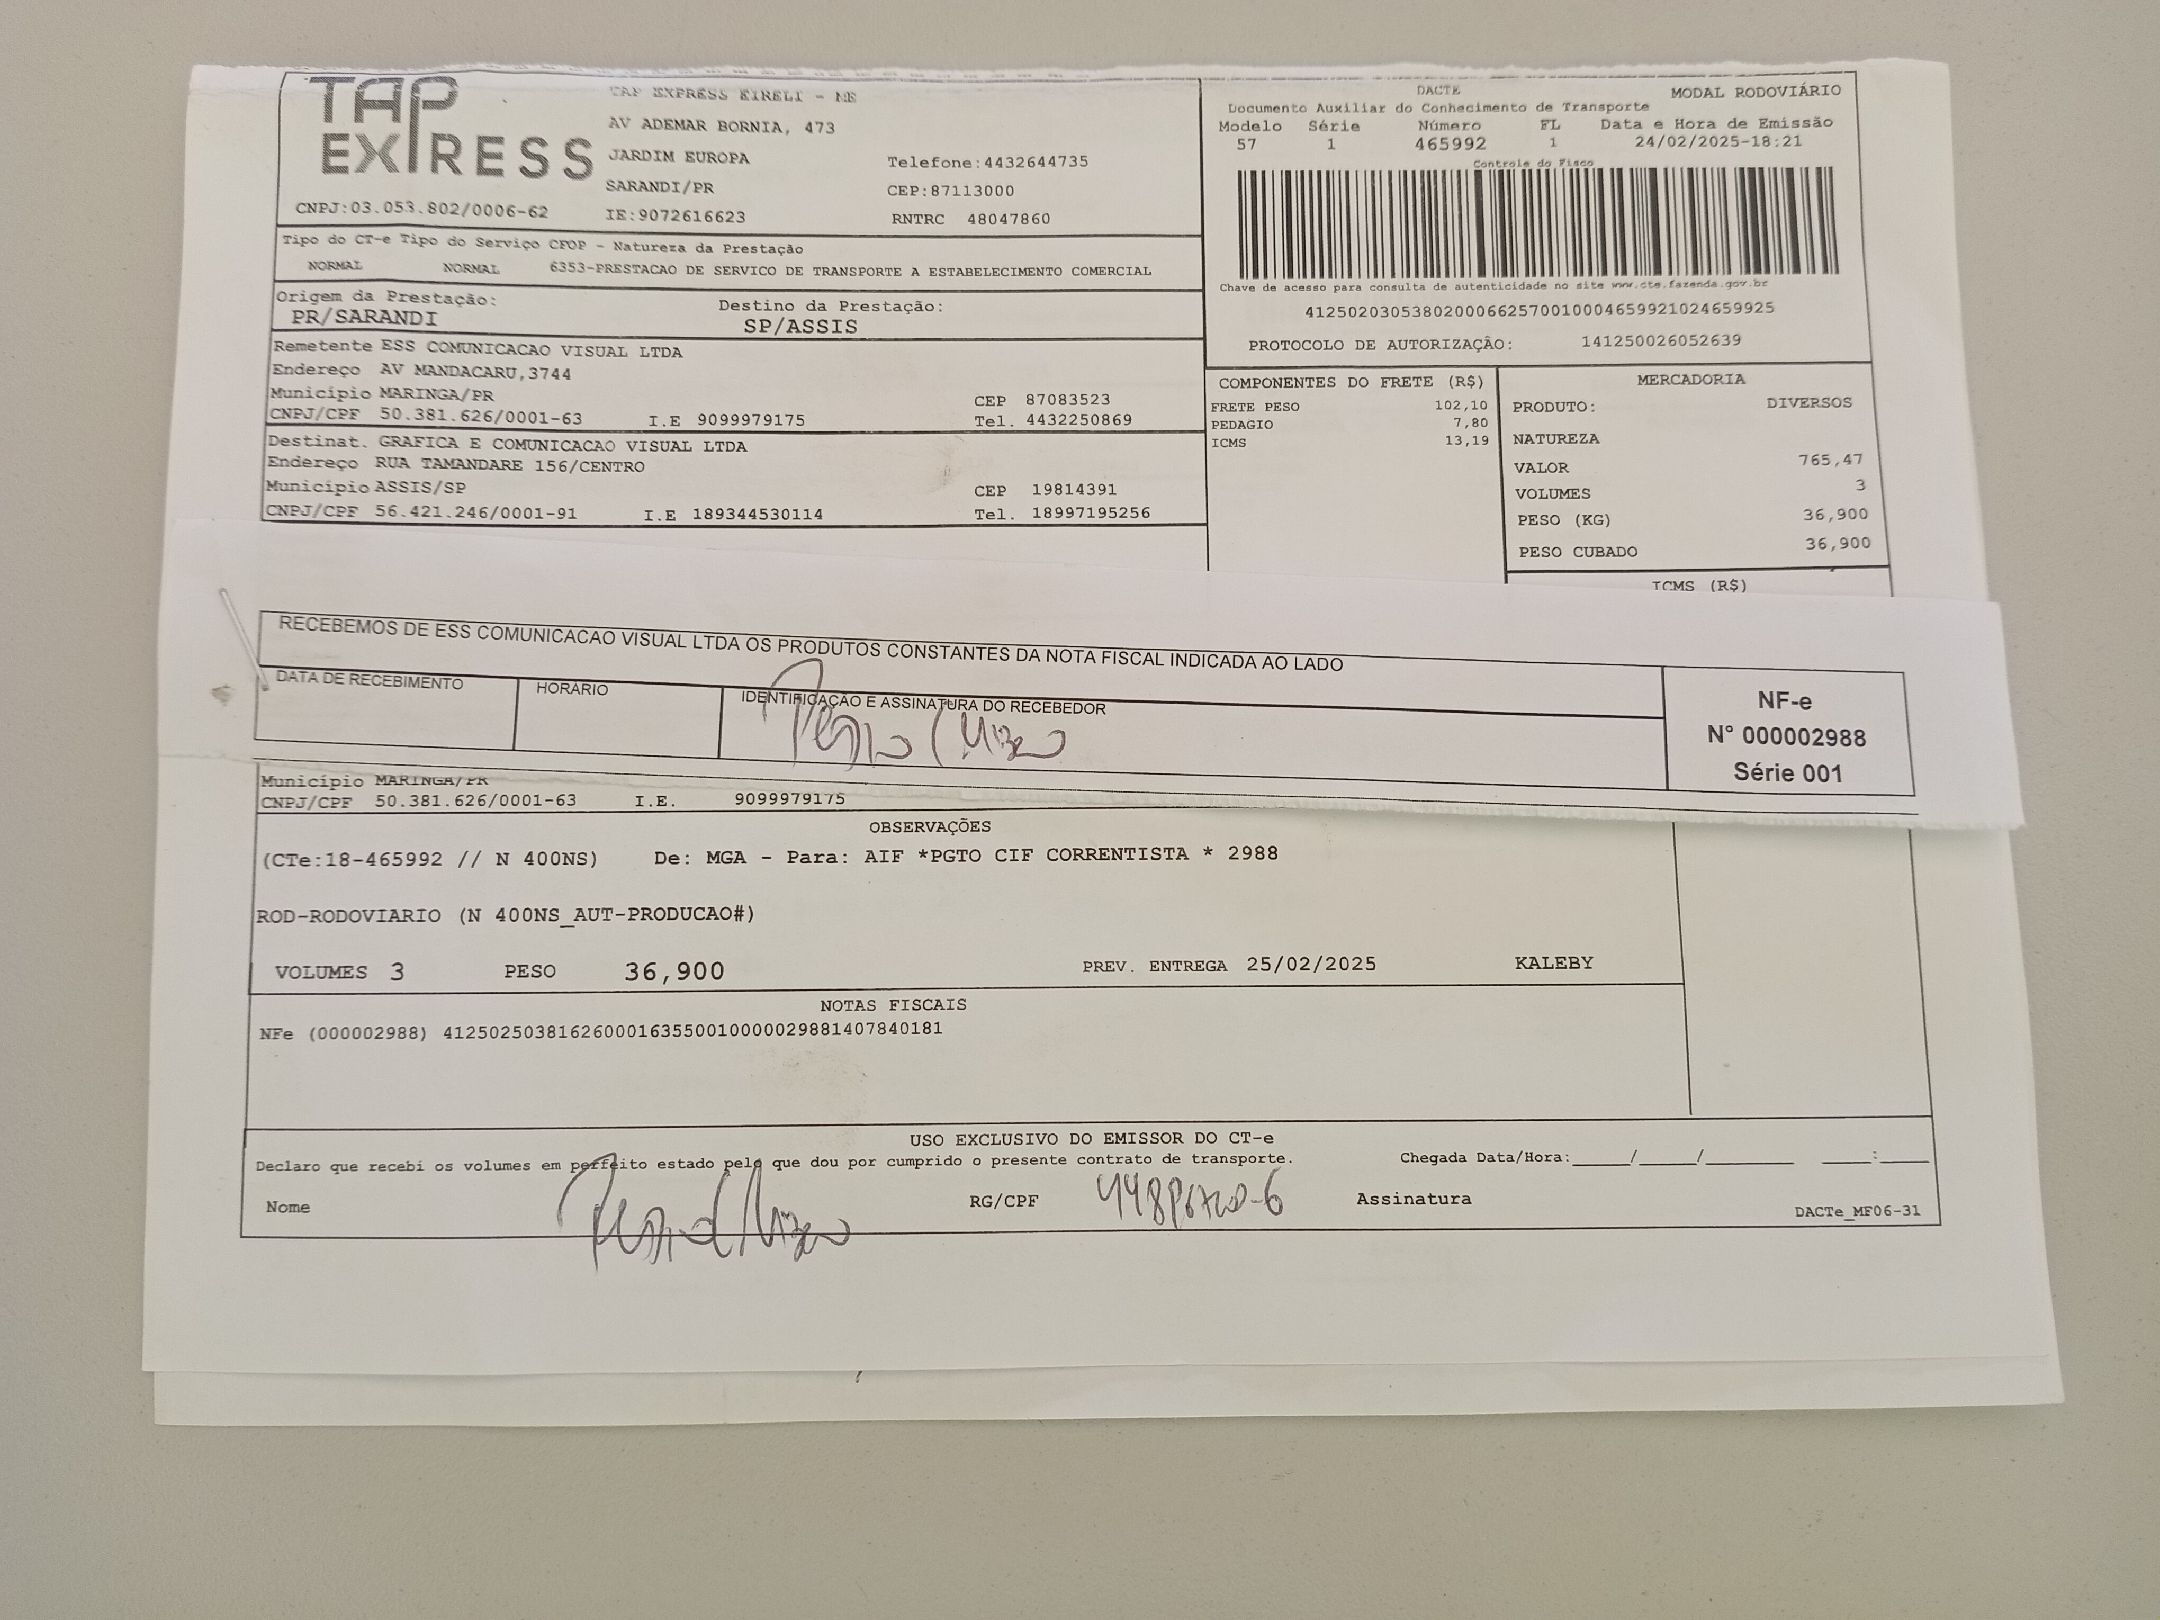 TAP EXPRESS
TAP EXPRESS EIRELI - ME
AV ADEMAR BORNIA, 473
JARDIM EUROPA Telefone:4432644735
SARANDI/PR CEP:87113000
CNPJ:03.053.802/0006-62 IE:9072616623 RNTRC 48047860
DACTE MODAL RODOVIÁRIO
Documento Auxiliar do Conhecimento de Transporte
Modelo Série Número FL Data e Hora de Emissão
57 1 465992 1 24/02/2025-18:21
Controle do Fisco
Chave de acesso para consulta de autenticidade no site www.cte.fazenda.gov.br
41250203053802000662570010004659921024659925
PROTOCOLO DE AUTORIZAÇÃO: 141250026052639
Tipo do CT-e Tipo do Serviço CFOP - Natureza da Prestação
NORMAL NORMAL 6353-PRESTACAO DE SERVICO DE TRANSPORTE A ESTABELECIMENTO COMERCIAL
Origem da Prestação: Destino da Prestação:
PR/SARANDI SP/ASSIS
Remetente ESS COMUNICACAO VISUAL LTDA
Endereço AV MANDACARU,3744
Município MARINGA/PR CEP 87083523
CNPJ/CPF 50.381.626/0001-63 I.E 9099979175 Tel. 4432250869
Destinat. GRAFICA E COMUNICACAO VISUAL LTDA
Endereço RUA TAMANDARE 156/CENTRO
Município ASSIS/SP CEP 19814391
CNPJ/CPF 56.421.246/0001-91 I.E 189344530114 Tel. 18997195256
COMPONENTES DO FRETE (R$)
FRETE PESO 102,10
PEDAGIO 7,80
ICMS 13,19
MERCADORIA
PRODUTO: DIVERSOS
NATUREZA
VALOR 765,47
VOLUMES 3
PESO (KG) 36,900
PESO CUBADO 36,900
ICMS (R$)
RECEBEMOS DE ESS COMUNICACAO VISUAL LTDA OS PRODUTOS CONSTANTES DA NOTA FISCAL INDICADA AO LADO
DATA DE RECEBIMENTO HORÁRIO IDENTIFICAÇÃO E ASSINATURA DO RECEBEDOR
NF-e
N° 000002988
Série 001
Município MARINGA/PR
CNPJ/CPF 50.381.626/0001-63 I.E. 9099979175
OBSERVAÇÕES
(CTe:18-465992 // N 400NS) De: MGA - Para: AIF *PGTO CIF CORRENTISTA * 2988
ROD-RODOVIARIO (N 400NS_AUT-PRODUCAO#)
VOLUMES 3 PESO 36,900 PREV. ENTREGA 25/02/2025 KALEBY
NOTAS FISCAIS
NFe (000002988) 41250250381626000163550010000029881407840181
USO EXCLUSIVO DO EMISSOR DO CT-e
Declaro que recebi os volumes em perfeito estado pelo que dou por cumprido o presente contrato de transporte. Chegada Data/Hora:_____/_____/_______ ____:____
Nome RG/CPF Assinatura
DACTe_MF06-31